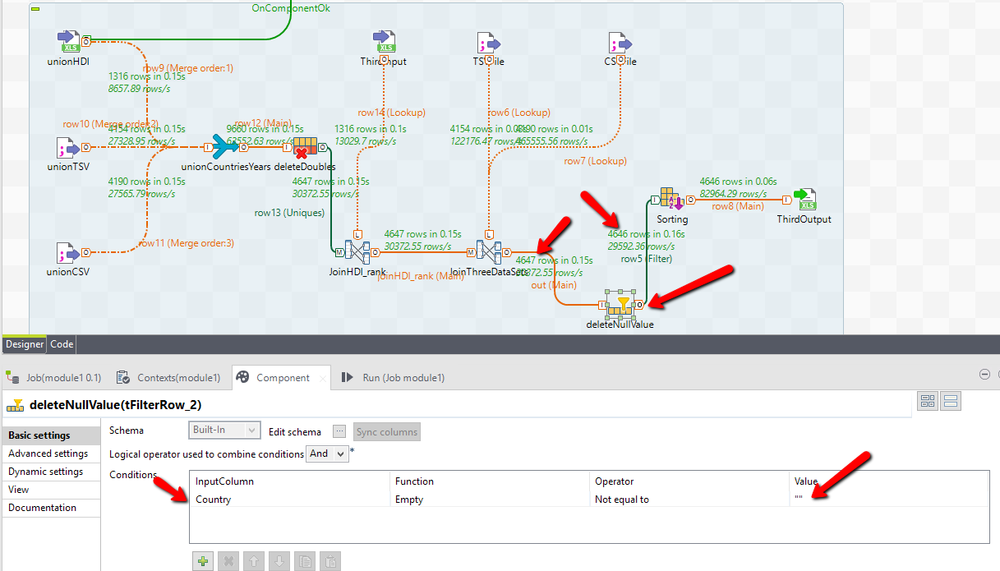 OnComponentOk
unionHDI
ThirdInput
TSVFile
CSVFile
row9 (Merge order:1)
1316 rows in 0.15s
8657.89 rows/s
row14 (Lookup)
row6 (Lookup)
row10 (Merge order:2)
row12 (Main)
4154 rows in 0.15s
27328.95 rows/s
9660 rows in 0.15s
63552.63 rows/s
1316 rows in 0.1s
13029.7 rows/s
4154 rows in 0.03s
122176.47 rows/s
4190 rows in 0.01s
465555.56 rows/s
row7 (Lookup)
unionTSV
unionCountriesYears
deleteDoubles
4190 rows in 0.15s
27565.79 rows/s
4647 rows in 0.15s
30372.55 rows/s
4646 rows in 0.06s
82964.29 rows/s
row8 (Main)
row13 (Uniques)
Sorting
ThirdOutput
row11 (Merge order:3)
4647 rows in 0.15s
30372.55 rows/s
4646 rows in 0.16s
29592.36 rows/s
row5 (Filter)
unionCSV
JoinHDI_rank
joinHDI_rank (Main)
JoinThreeDataSets
4647 rows in 0.15s
30372.55 rows/s
out (Main)
deleteNullValue
Designer
Code
Job(module1 0.1)
Contexts(module1)
Component
Run (Job module1)
deleteNullValue(tFilterRow_2)
Basic settings
Advanced settings
Dynamic settings
View
Documentation
Schema
Built-In
Edit schema
Sync columns
Logical operator used to combine conditions
And
*
Conditions
InputColumn
Function
Operator
Value
Country
Empty
Not equal to
""